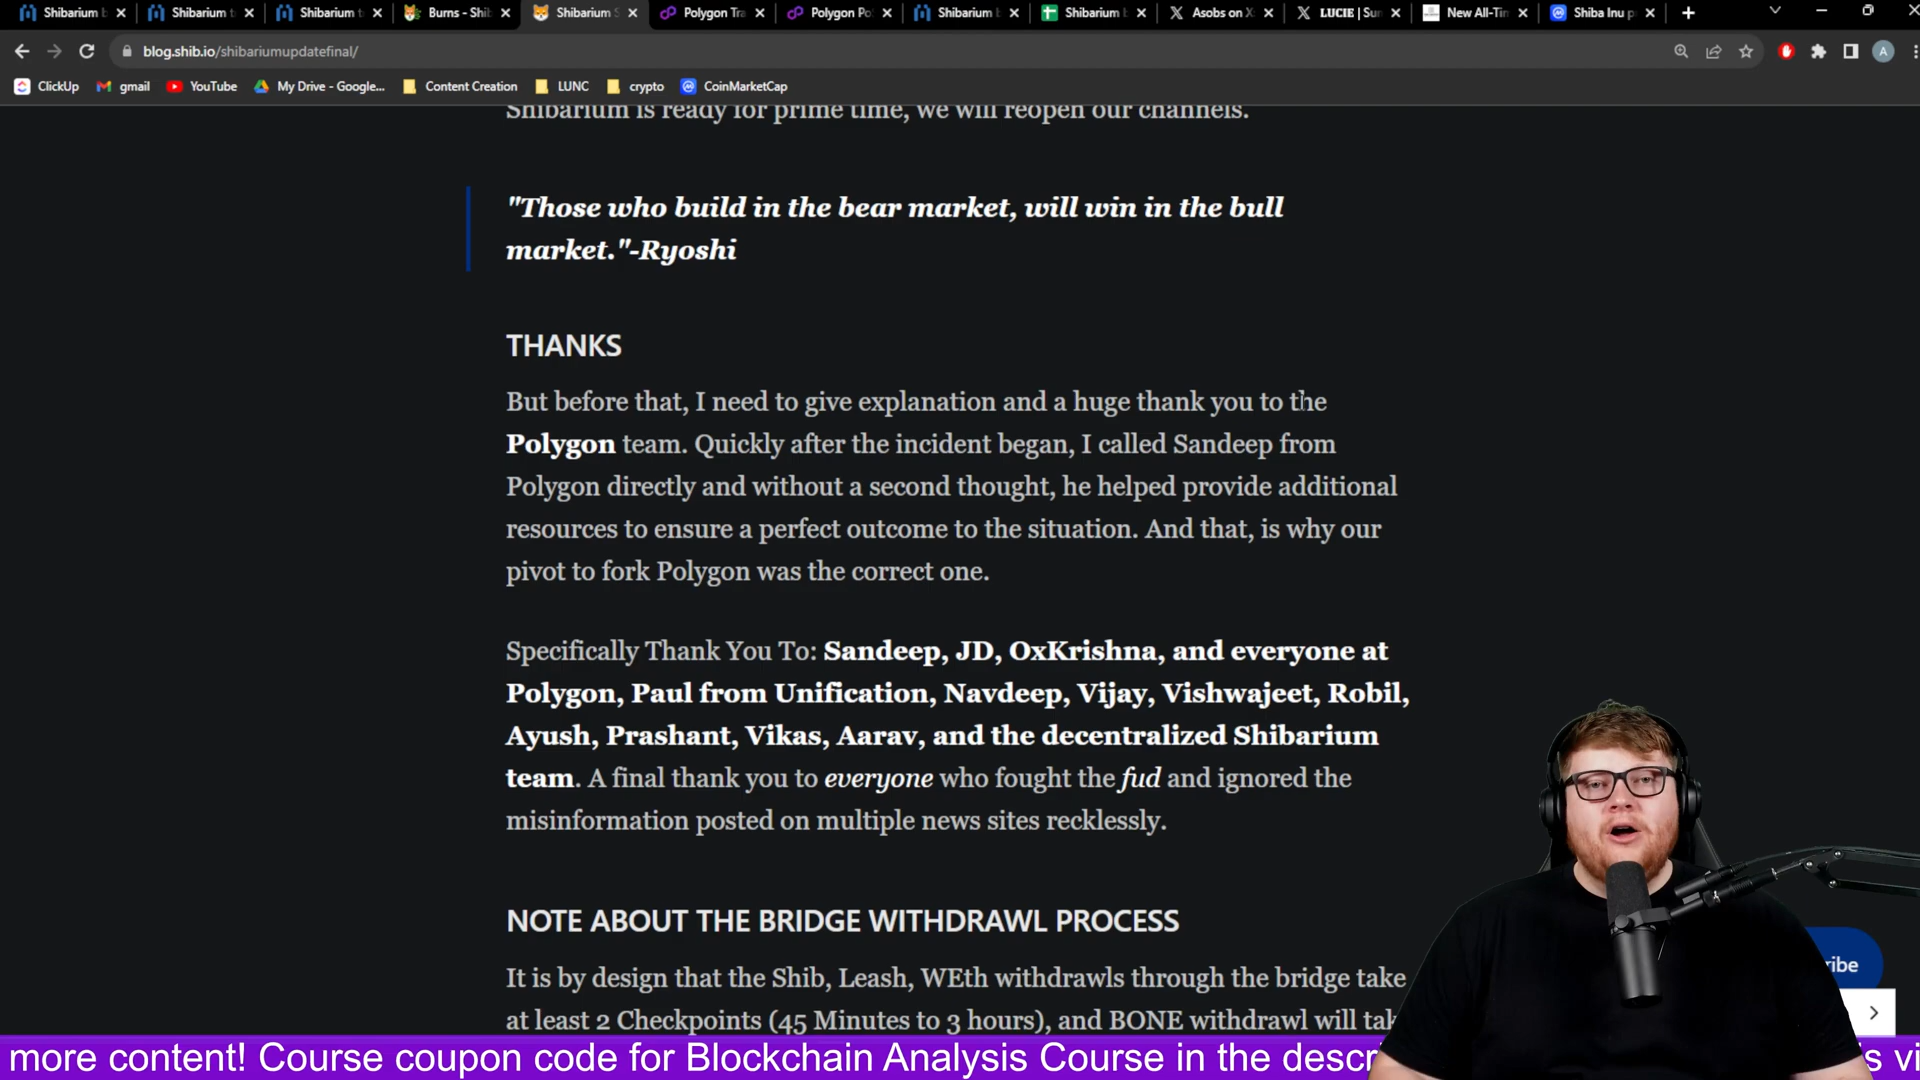 Shibarium b
Shibarium t
Shibarium t
Burns - Shi
Shibarium S
Polygon Tra
Polygon Po
Shibarium b
Shibarium b
Asobs on X
LUCIE | Su
New All-Tim
Shiba Inu p
blog.shib.io/shibariumupdatefinal/
A
ClickUp
gmail
YouTube
My Drive - Google...
Content Creation
LUNC
crypto
CoinMarketCap
Shibarium is ready for prime time, we will reopen our channels.
"Those who build in the bear market, will win in the bull
market."-Ryoshi
THANKS
But before that, I need to give explanation and a huge thank you to the
Polygon team. Quickly after the incident began, I called Sandeep from
Polygon directly and without a second thought, he helped provide additional
resources to ensure a perfect outcome to the situation. And that, is why our
pivot to fork Polygon was the correct one.
Specifically Thank You To: Sandeep, JD, OxKrishna, and everyone at
Polygon, Paul from Unification, Navdeep, Vijay, Vishwajeet, Robil,
Ayush, Prashant, Vikas, Aarav, and the decentralized Shibarium
team. A final thank you to everyone who fought the fud and ignored the
misinformation posted on multiple news sites recklessly.
NOTE ABOUT THE BRIDGE WITHDRAWL PROCESS
It is by design that the Shib, Leash, WEth withdrawls through the bridge take
at least 2 Checkpoints (45 Minutes to 3 hours), and BONE withdrawl will tak
ribe
more content! Course coupon code for Blockchain Analysis Course in the descr
s vi